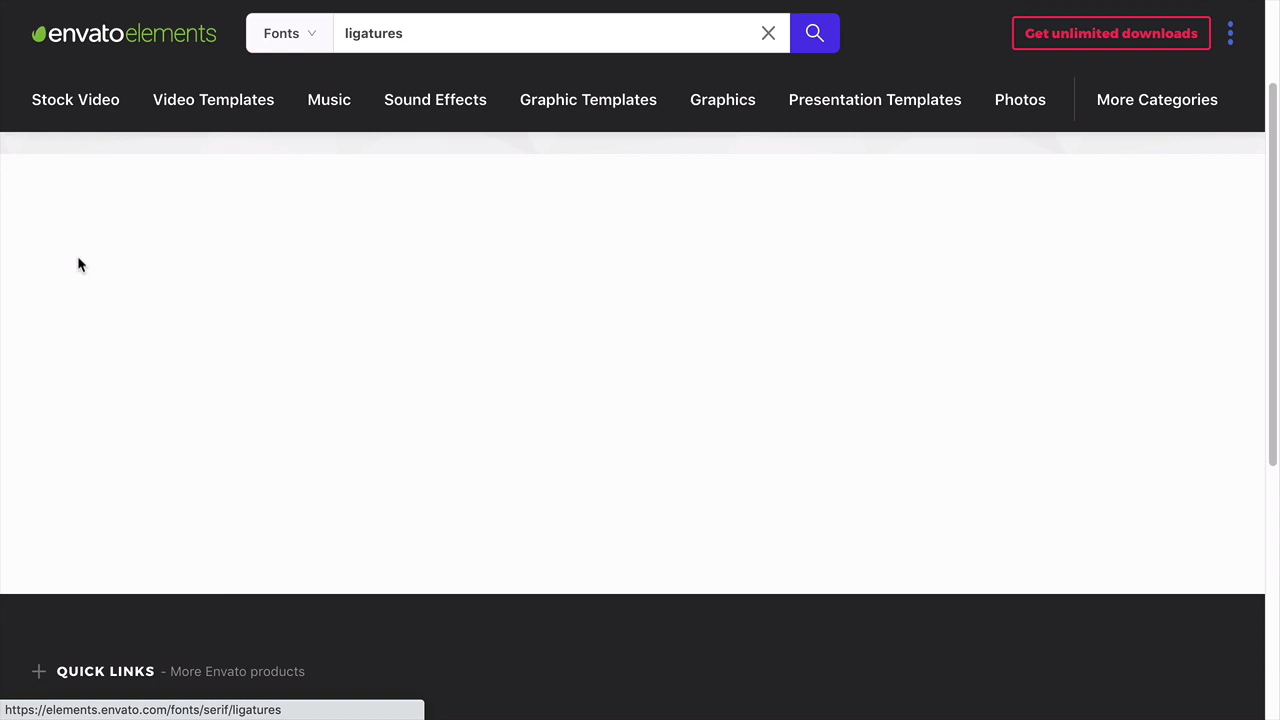 envatoelements
Fonts
ligatures
Get unlimited downloads
Stock Video
Video Templates
Music
Sound Effects
Graphic Templates
Graphics
Presentation Templates
Photos
More Categories
QUICK LINKS - More Envato products
https://elements.envato.com/fonts/serif/ligatures